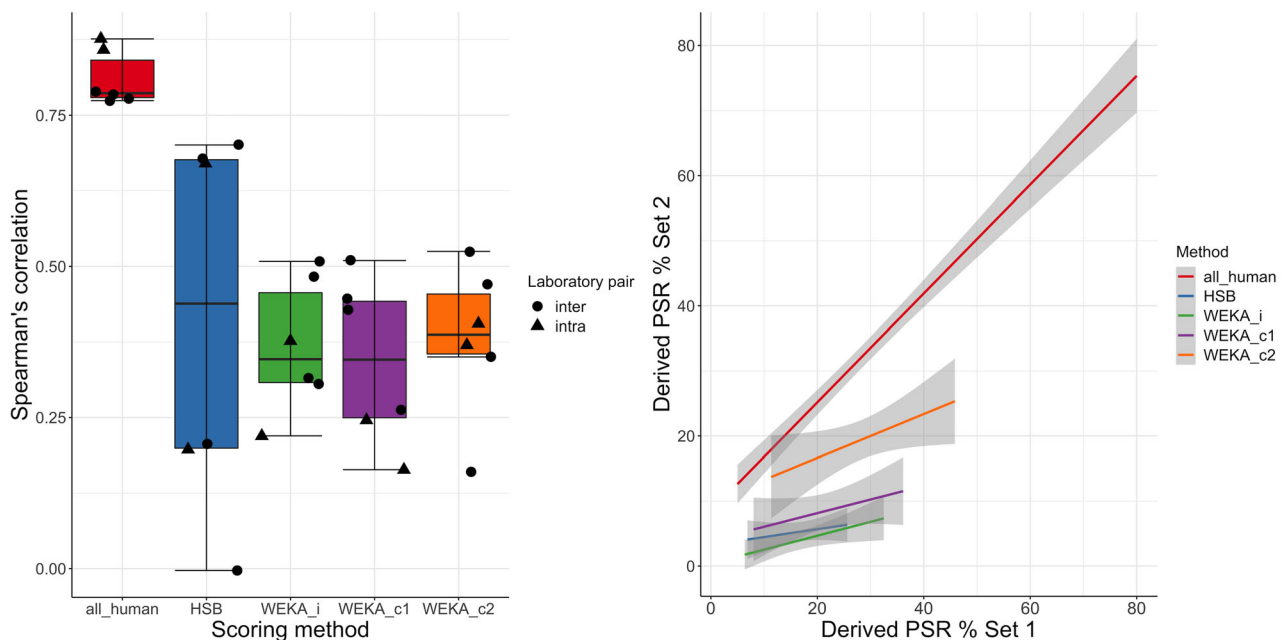 Spearman's correlation
0.75
0.50
0.25
0.00
all_human HSB WEKA_i WEKA_c1 WEKA_c2
Scoring method
Laboratory pair
inter
intra
Derived PSR % Set 2
80
60
40
20
0
0 20 40 60 80
Derived PSR % Set 1
Method
all_human
HSB
WEKA_i
WEKA_c1
WEKA_c2